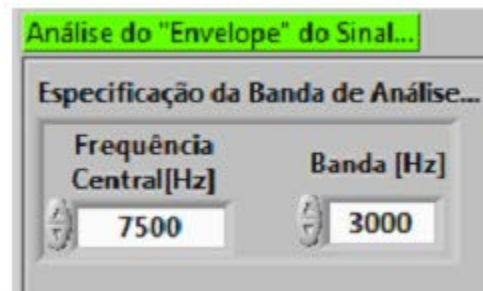 Análise do "Envelope" do Sinal...
Especificação da Banda de Análise...
Frequência
Central[Hz]
Banda [Hz]
7500
3000